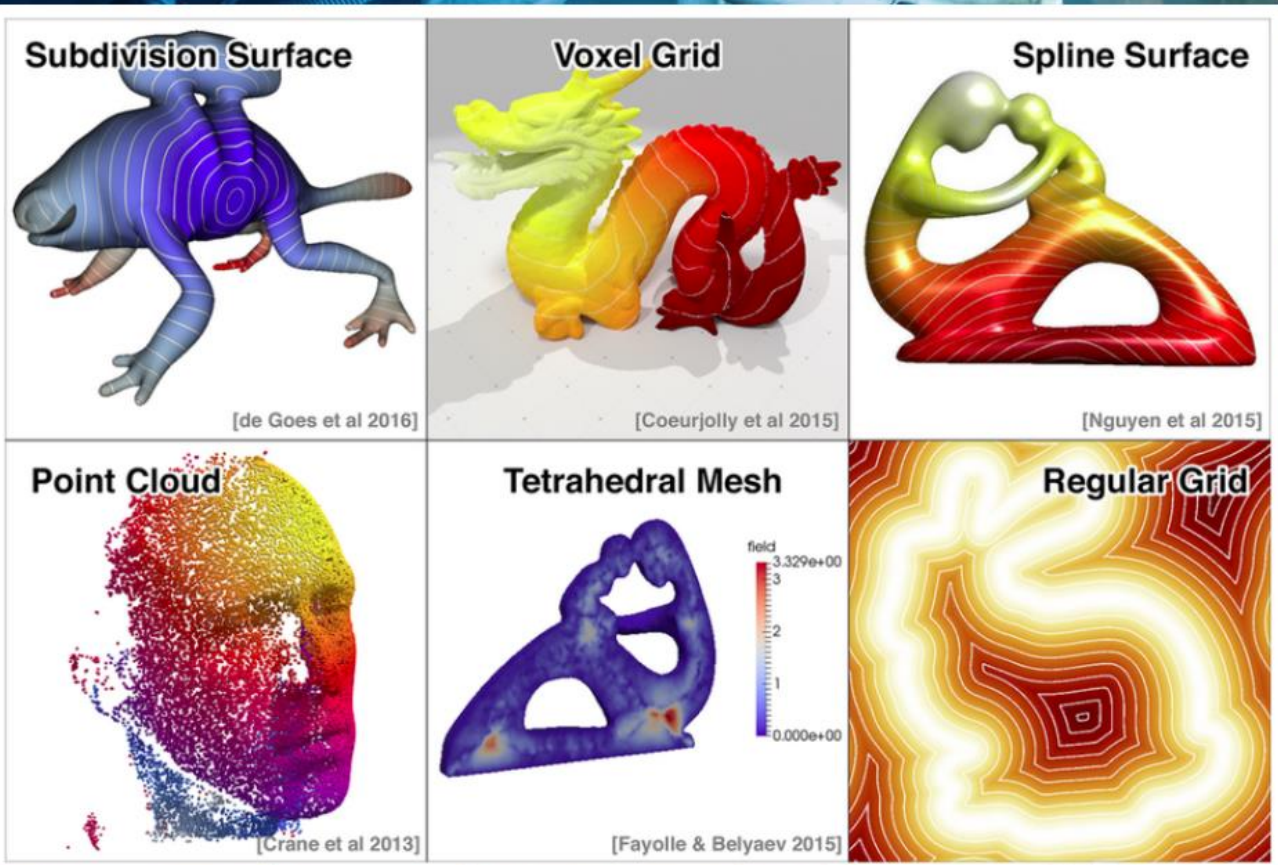 Subdivision Surface
Voxel Grid
Spline Surface
[de Goes et al 2016]
[Coeurjolly et al 2015]
[Nguyen et al 2015]
Point Cloud
Tetrahedral Mesh
Regular Grid
field
3.329e+00
3
2
1
0.000e+00
[Crane et al 2013]
[Fayolle & Belyaev 2015]